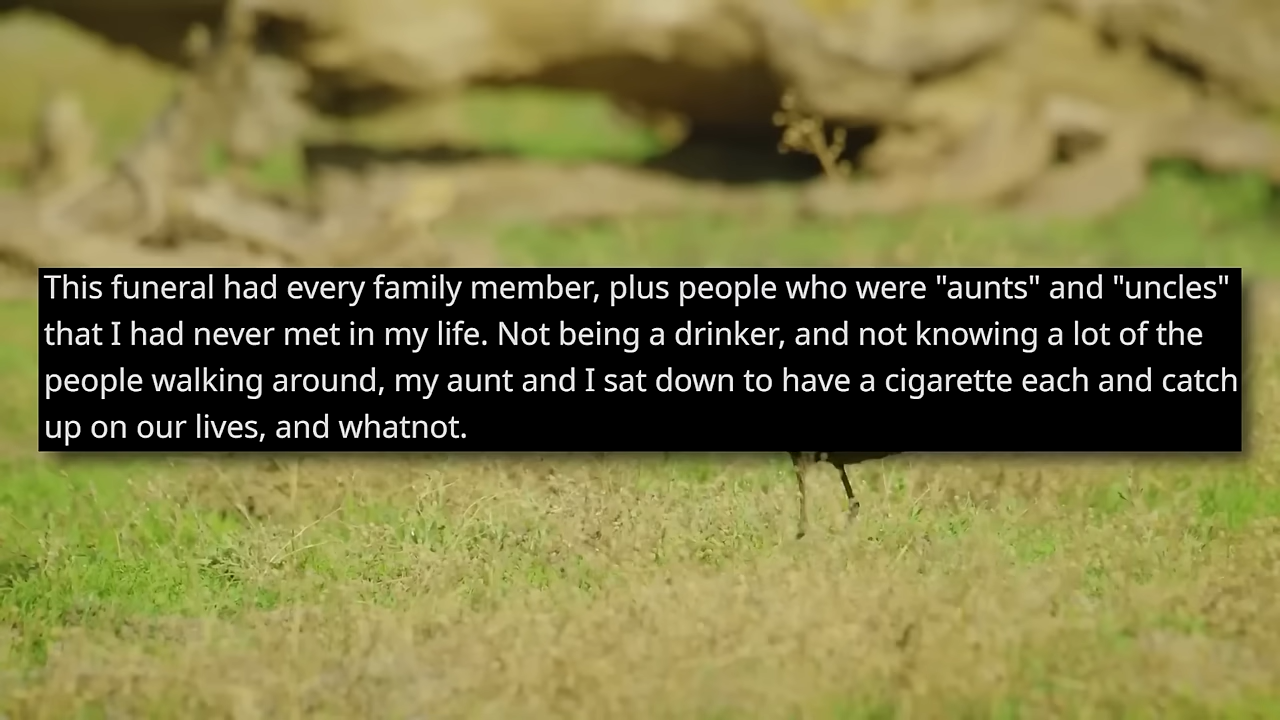 This funeral had every family member, plus people who were "aunts" and "uncles"
that I had never met in my life. Not being a drinker, and not knowing a lot of the
people walking around, my aunt and I sat down to have a cigarette each and catch
up on our lives, and whatnot.